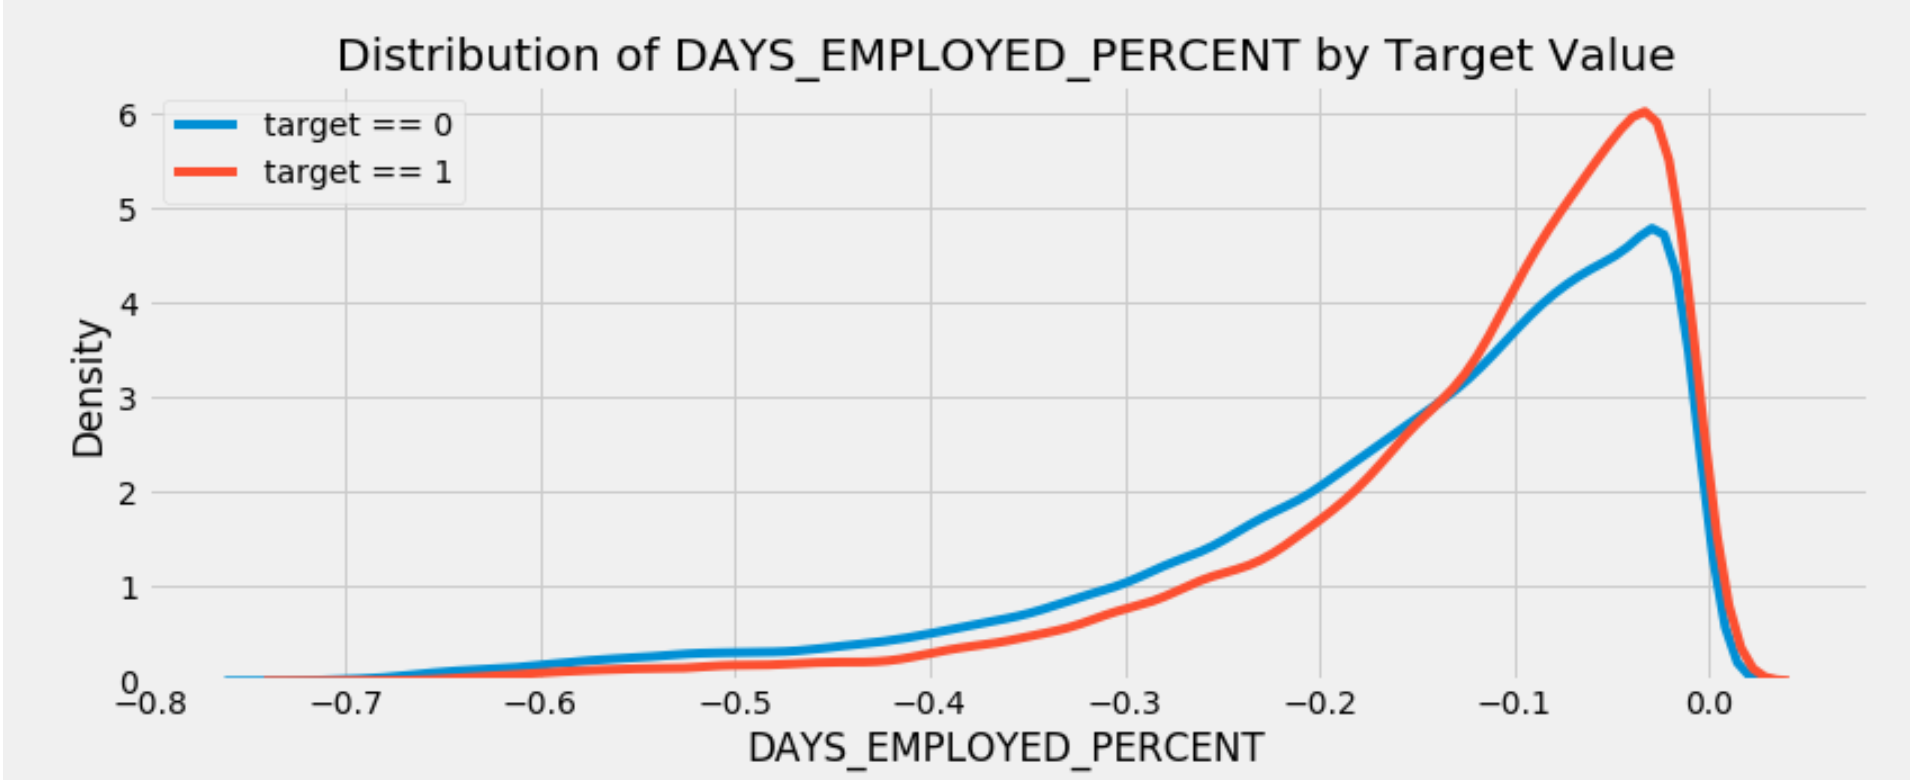 Distribution of DAYS_EMPLOYED_PERCENT by Target Value
target == 0
target == 1
6
5
4
3
2
1
0
Density
−0.8 −0.7 −0.6 −0.5 −0.4 −0.3 −0.2 −0.1 0.0
DAYS_EMPLOYED_PERCENT